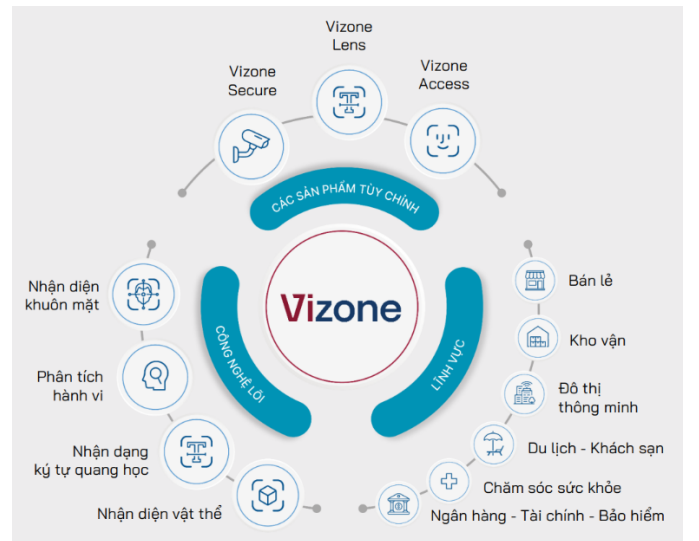 Vizone
Lens
Vizone
Secure
Vizone
Access
CÁC SẢN PHẨM TÙY CHỈNH
Vizone
CÔNG NGHỆ LÕI
LĨNH VỰC
Nhận diện
khuôn mặt
Phân tích
hành vi
Nhận dạng
ký tự quang học
Nhận diện vật thể
Bán lẻ
Kho vận
Đô thị
thông minh
Du lịch - Khách sạn
Chăm sóc sức khỏe
Ngân hàng - Tài chính - Bảo hiểm